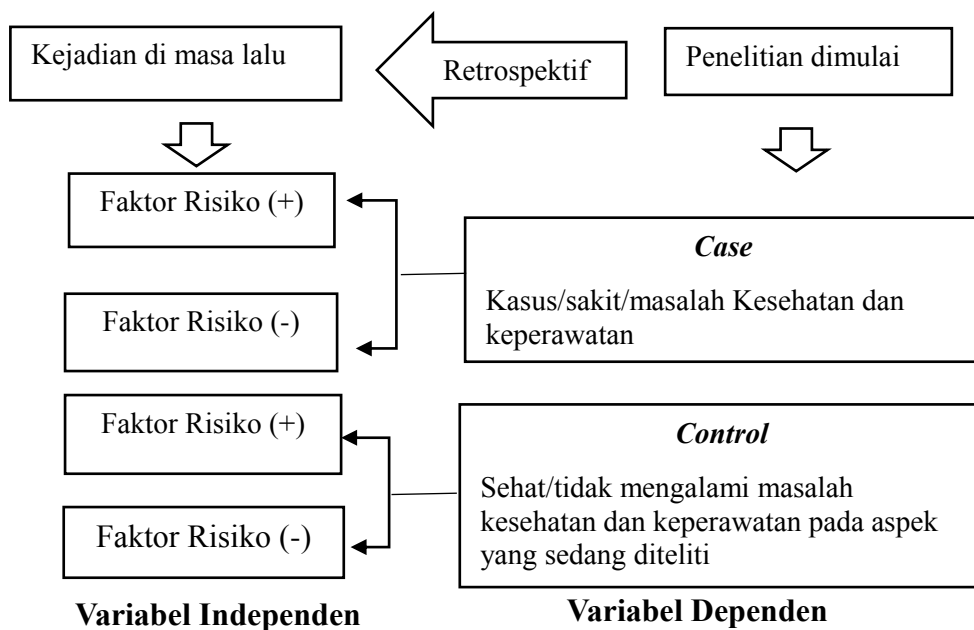 Kejadian di masa lalu
Retrospektif
Penelitian dimulai
Faktor Risiko (+)
Faktor Risiko (-)
Case
Kasus/sakit/masalah Kesehatan dan
keperawatan
Faktor Risiko (+)
Faktor Risiko (-)
Control
Sehat/tidak mengalami masalah
kesehatan dan keperawatan pada aspek
yang sedang diteliti
Variabel Independen
Variabel Dependen